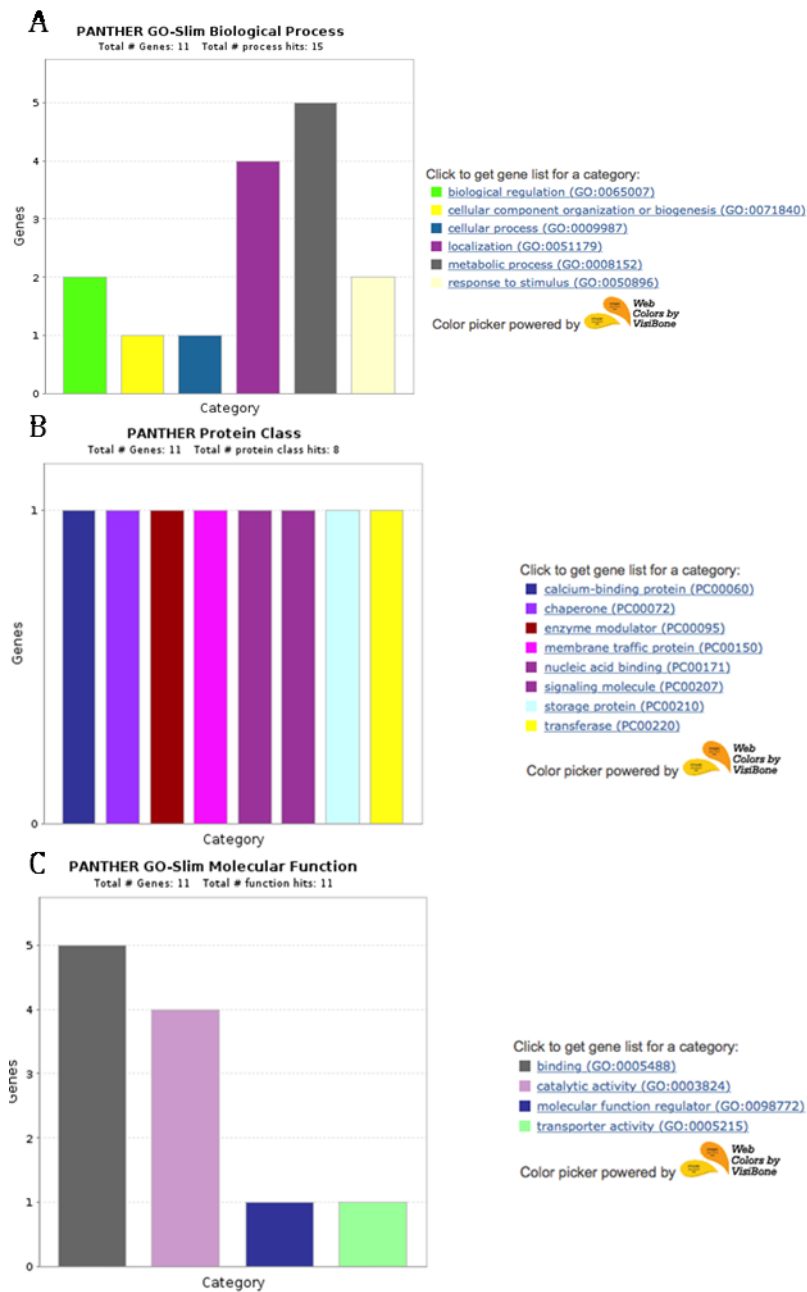 A
PANTHER GO-Slim Biological Process
Total # Genes: 11 Total # process hits: 15
5
4
3
2
1
0
Genes
Category
Click to get gene list for a category:
biological regulation (GO:0065007)
cellular component organization or biogenesis (GO:0071840)
cellular process (GO:0009987)
localization (GO:0051179)
metabolic process (GO:0008152)
response to stimulus (GO:0050896)
Color picker powered by
Web
Colors by
VisiBone
B
PANTHER Protein Class
Total # Genes: 11 Total # protein class hits: 8
1
0
Genes
Category
Click to get gene list for a category:
calcium-binding protein (PC00060)
chaperone (PC00072)
enzyme modulator (PC00095)
membrane traffic protein (PC00150)
nucleic acid binding (PC00171)
signaling molecule (PC00207)
storage protein (PC00210)
transferase (PC00220)
Color picker powered by
Web
Colors by
VisiBone
C
PANTHER GO-Slim Molecular Function
Total # Genes: 11 Total # function hits: 11
5
4
3
2
1
0
Genes
Category
Click to get gene list for a category:
binding (GO:0005488)
catalytic activity (GO:0003824)
molecular function regulator (GO:0098772)
transporter activity (GO:0005215)
Color picker powered by
Web
Colors by
VisiBone